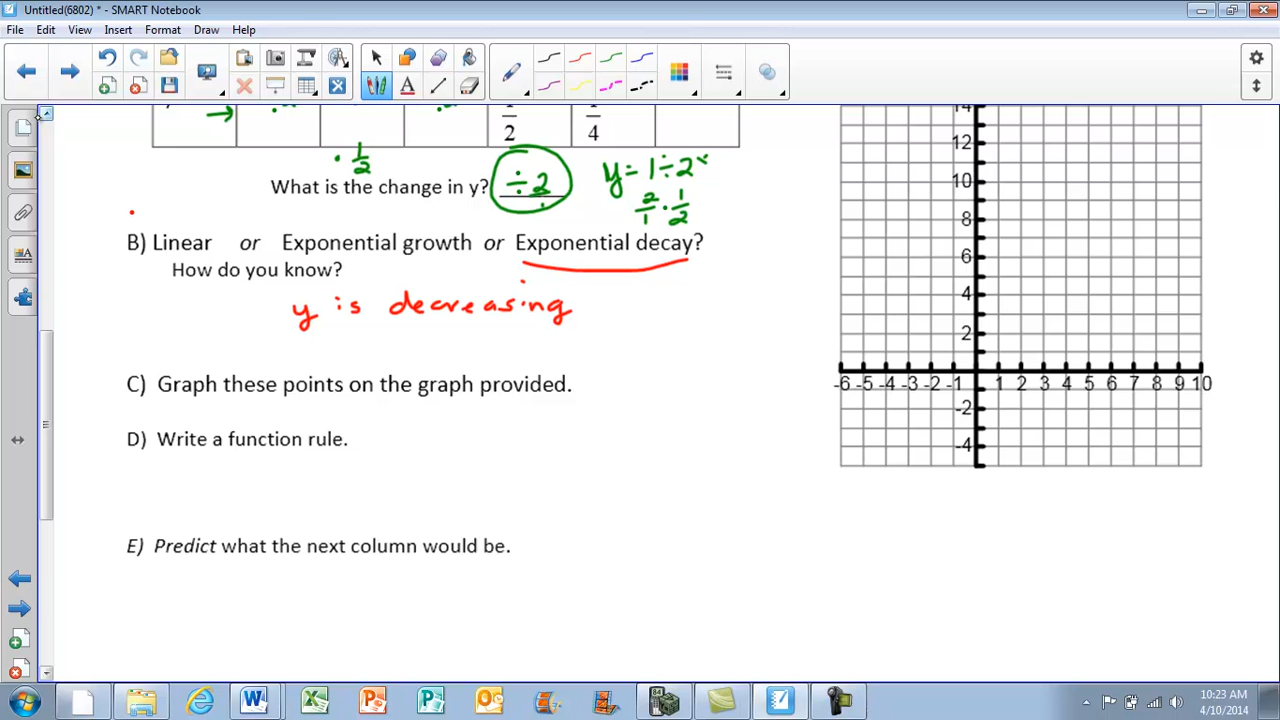 Untitled(6802) * - SMART Notebook
File Edit View Insert Format Draw Help
1/2 1/4
· 1/2
What is the change in y? ÷2 y = 1÷2ˣ
2/1 · 1/2
B) Linear or Exponential growth or Exponential decay?
How do you know?
y is decreasing
C) Graph these points on the graph provided.
D) Write a function rule.
E) Predict what the next column would be.
14
12
10
8
6
4
2
-6 -5 -4 -3 -2 -1 1 2 3 4 5 6 7 8 9 10
-2
-4
10:23 AM
4/10/2014